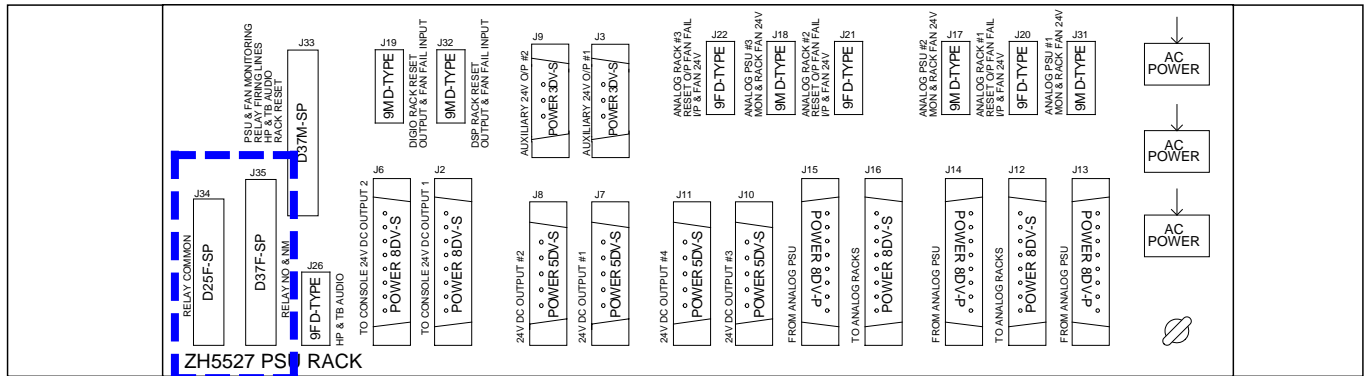 J33
PSU & FAN MONITORING
RELAY FIRING LINES
HP & TB AUDIO
RACK RESET
D37M-SP
J19
9M D-TYPE
DIGIO RACK RESET
OUTPUT & FAN FAIL INPUT
J32
9M D-TYPE
DSP RACK RESET
OUTPUT & FAN FAIL INPUT
J9
AUXILIARY 24V O/P #2
POWER 3DV-S
J3
AUXILIARY 24V O/P #1
POWER 3DV-S
ANALOG RACK #3
RESET O/P FAN FAIL
I/P & FAN 24V
J22
9F D-TYPE
ANALOG PSU #3
MON & RACK FAN 24V
J18
9M D-TYPE
ANALOG RACK #2
RESET O/P FAN FAIL
I/P & FAN 24V
J21
9F D-TYPE
ANALOG PSU #2
MON & RACK FAN 24V
J17
9M D-TYPE
ANALOG RACK #1
RESET O/P FAN FAIL
I/P & FAN 24V
J20
9F D-TYPE
ANALOG PSU #1
MON & RACK FAN 24V
J31
9M D-TYPE
AC
POWER
AC
POWER
AC
POWER
J34
RELAY COMMON
D25F-SP
J35
D37F-SP
RELAY NO & NM
J26
9F D-TYPE
HP & TB AUDIO
J6
TO CONSOLE 24V DC OUTPUT 2
POWER 8DV-S
J2
TO CONSOLE 24V DC OUTPUT 1
POWER 8DV-S
J8
24V DC OUTPUT #2
POWER 5DV-S
J7
24V DC OUTPUT #1
POWER 5DV-S
J11
24V DC OUTPUT #4
POWER 5DV-S
J10
24V DC OUTPUT #3
POWER 5DV-S
J15
FROM ANALOG PSU
POWER 8DV-P
J16
TO ANALOG RACKS
POWER 8DV-S
J14
FROM ANALOG PSU
POWER 8DV-P
J12
TO ANALOG RACKS
POWER 8DV-S
J13
FROM ANALOG PSU
POWER 8DV-P
ZH5527 PSU RACK